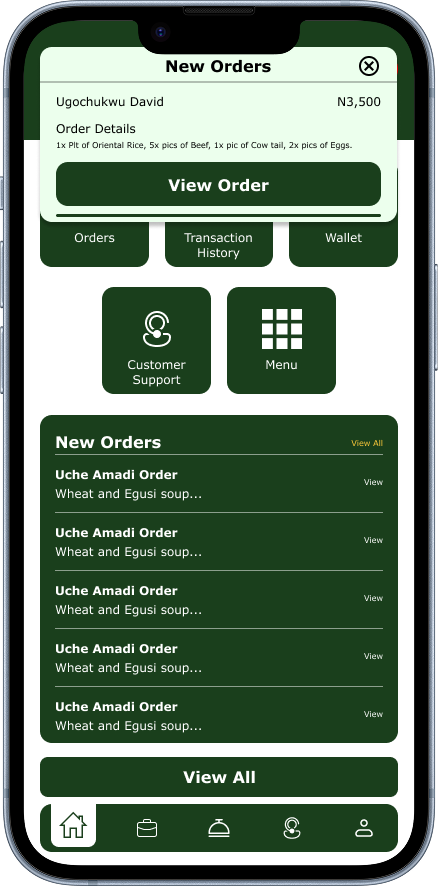 New Orders
Ugochukwu David N3,500
Order Details
1x Plt of Oriental Rice, 5x pics of Beef, 1x pic of Cow tail, 2x pics of Eggs.
View Order
Orders
Transaction
History
Wallet
Customer
Support
Menu
New Orders View All
Uche Amadi Order
Wheat and Egusi soup...
View
Uche Amadi Order
Wheat and Egusi soup...
View
Uche Amadi Order
Wheat and Egusi soup...
View
Uche Amadi Order
Wheat and Egusi soup...
View
Uche Amadi Order
Wheat and Egusi soup...
View
View All